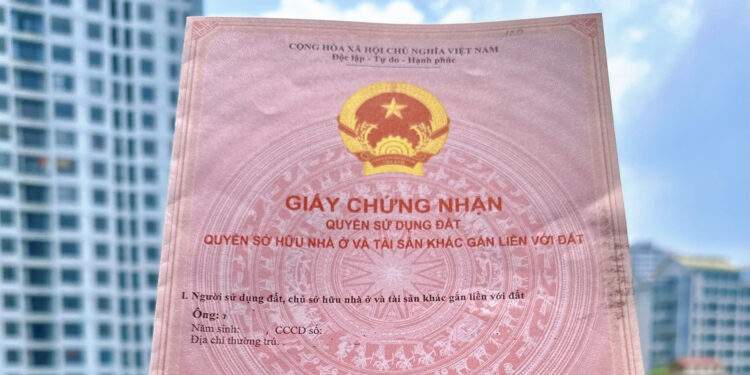 CỘNG HÒA XÃ HỘI CHỦ NGHĨA VIỆT NAM
Độc lập - Tự do - Hạnh phúc
GIẤY CHỨNG NHẬN
QUYỀN SỬ DỤNG ĐẤT
QUYỀN SỞ HỮU NHÀ Ở VÀ TÀI SẢN KHÁC GẮN LIỀN VỚI ĐẤT
I. Người sử dụng đất, chủ sở hữu nhà ở và tài sản khác gắn liền với đất
Ông:
Năm sinh: , CCCD số:
Địa chỉ thường trú.